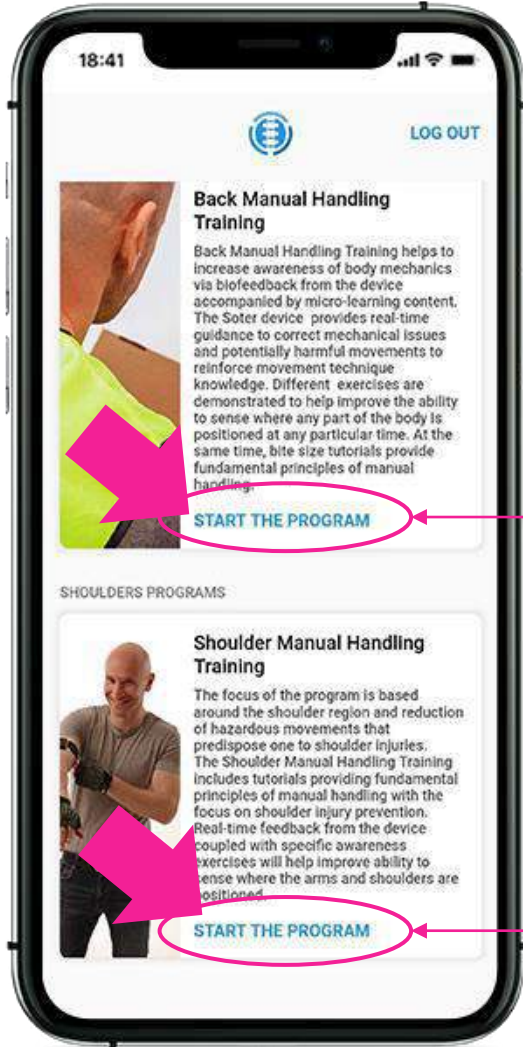 18:41
LOG OUT
Back Manual Handling
Training
Back Manual Handling Training helps to
increase awareness of body mechanics
via biofeedback from the device
accompanied by micro-learning content.
The Soter device provides real-time
guidance to correct mechanical issues
and potentially harmful movements to
reinforce movement technique
knowledge. Different exercises are
demonstrated to help improve the ability
to sense where any part of the body is
positioned at any particular time. At the
same time, bite size tutorials provide
fundamental principles of manual
handling.
START THE PROGRAM
SHOULDERS PROGRAMS
Shoulder Manual Handling
Training
The focus of the program is based
around the shoulder region and reduction
of hazardous movements that
predispose one to shoulder injuries.
The Shoulder Manual Handling Training
includes tutorials providing fundamental
principles of manual handling with the
focus on shoulder injury prevention.
Real-time feedback from the device
coupled with specific awareness
exercises will help improve ability to
sense where the arms and shoulders are
positioned.
START THE PROGRAM